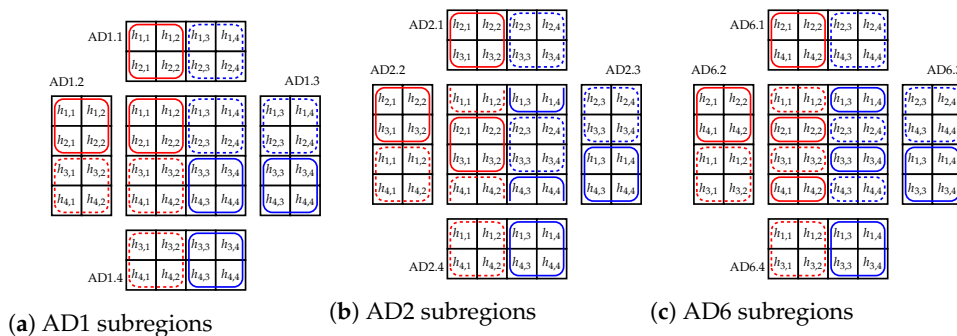 AD1.1
h1,1 h1,2 h1,3 h1,4
h2,1 h2,2 h2,3 h2,4
AD1.2 AD1.3
h1,1 h1,2 h1,1 h1,2 h1,3 h1,4 h1,3 h1,4
h2,1 h2,2 h2,1 h2,2 h2,3 h2,4 h2,3 h2,4
h3,1 h3,2 h3,1 h3,2 h3,3 h3,4 h3,3 h3,4
h4,1 h4,2 h4,1 h4,2 h4,3 h4,4 h4,3 h4,4
AD1.4
h3,1 h3,2 h3,3 h3,4
h4,1 h4,2 h4,3 h4,4
(a) AD1 subregions
AD2.1
h2,1 h2,2 h2,3 h2,4
h3,1 h3,2 h3,3 h3,4
AD2.2 AD2.3
h2,1 h2,2 h1,1 h1,2 h1,3 h1,4 h2,3 h2,4
h3,1 h3,2 h2,1 h2,2 h2,3 h2,4 h3,3 h3,4
h1,1 h1,2 h3,1 h3,2 h3,3 h3,4 h1,3 h1,4
h4,1 h4,2 h4,1 h4,2 h4,3 h4,4 h4,3 h4,4
AD2.4
h1,1 h1,2 h1,3 h1,4
h4,1 h4,2 h4,3 h4,4
(b) AD2 subregions
AD6.1
h2,1 h2,2 h2,3 h2,4
h4,1 h4,2 h4,3 h4,4
AD6.2
h2,1 h2,2 h1,1 h1,2 h1,3 h1,4 h2,3 h2,4
h4,1 h4,2 h2,1 h2,2 h2,3 h2,4 h4,3 h4,4
h1,1 h1,2 h3,1 h3,2 h3,3 h3,4 h1,3 h1,4
h3,1 h3,2 h4,1 h4,2 h4,3 h4,4 h3,3 h3,4
AD6.4
h1,1 h1,2 h1,3 h1,4
h3,1 h3,2 h3,3 h3,4
(c) AD6 subregions